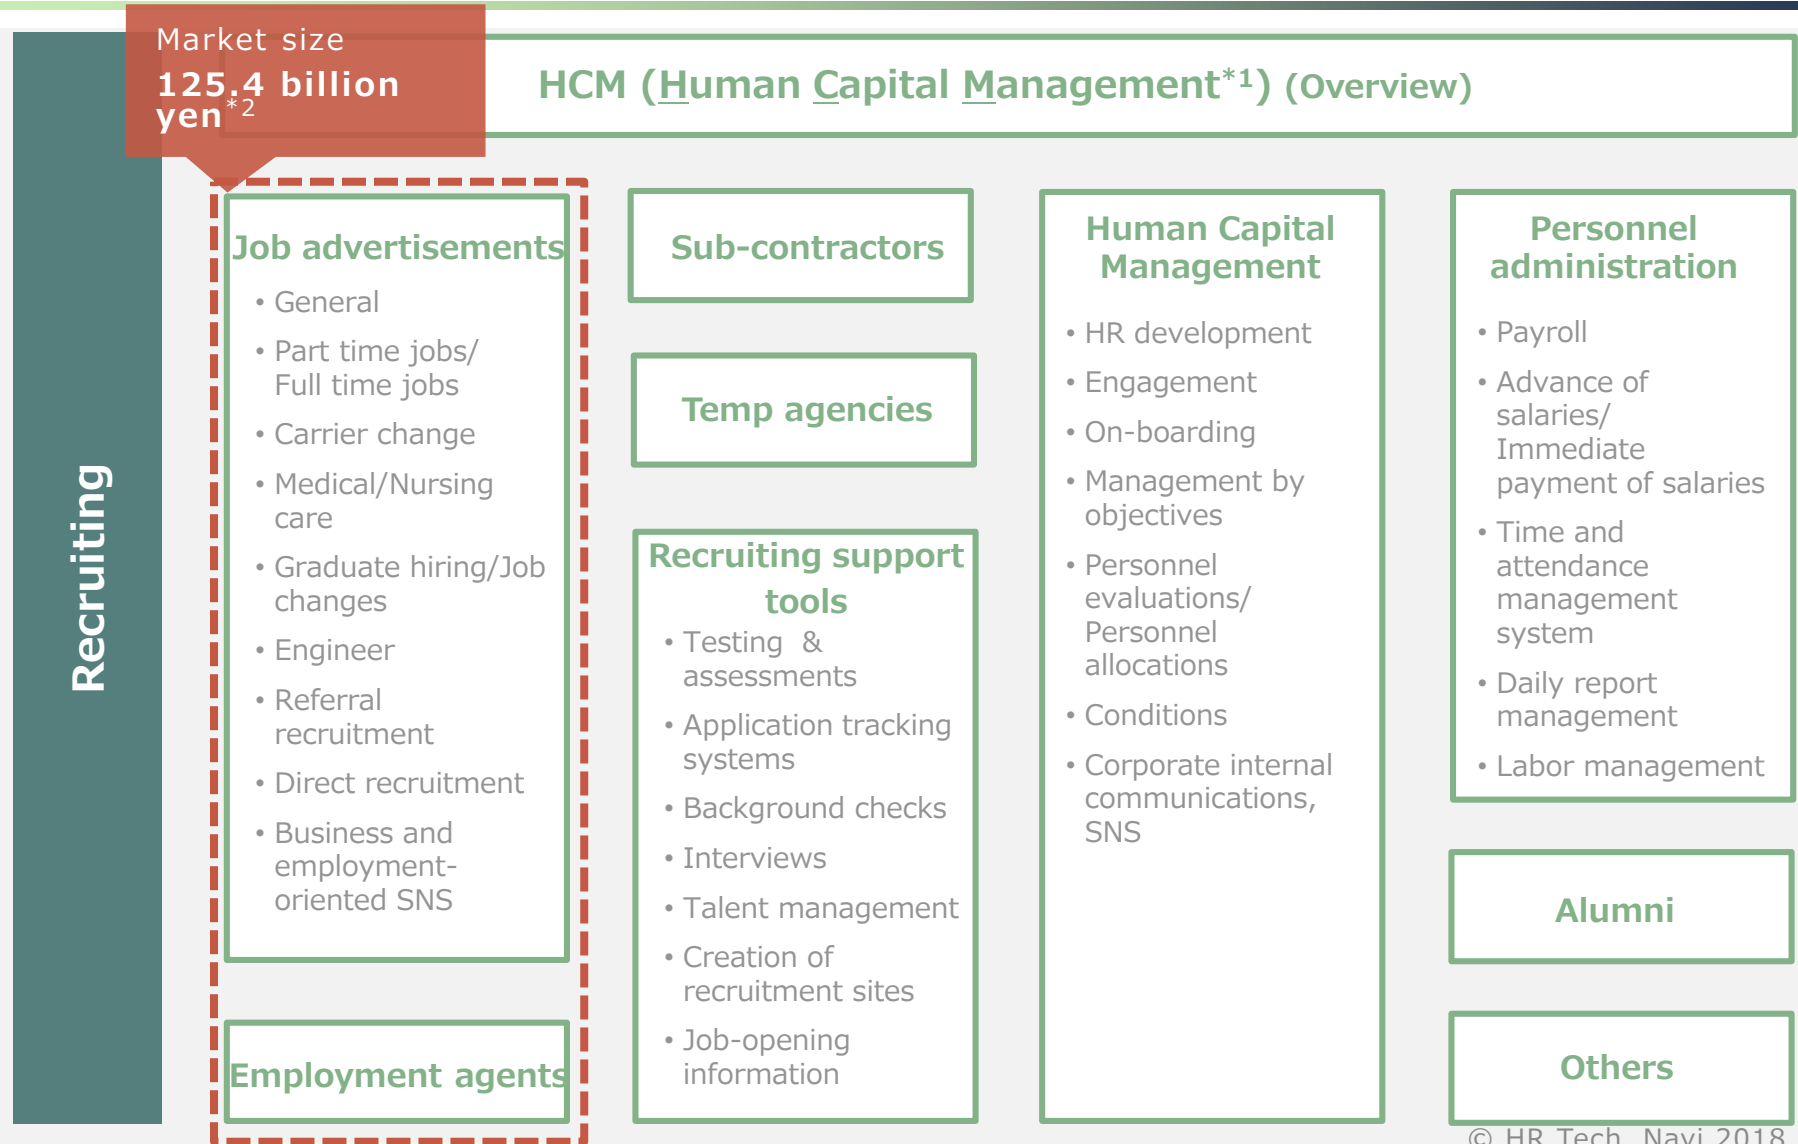 Market size
125.4 billion
yen*2
HCM (Human Capital Management*1) (Overview)
Recruiting
Job advertisements
• General
• Part time jobs/
Full time jobs
• Carrier change
• Medical/Nursing
care
• Graduate hiring/Job
changes
• Engineer
• Referral
recruitment
• Direct recruitment
• Business and
employment-
oriented SNS
Employment agents
Sub-contractors
Temp agencies
Recruiting support
tools
• Testing & 
assessments
• Application tracking
systems
• Background checks
• Interviews
• Talent management
• Creation of
recruitment sites
• Job-opening
information
Human Capital
Management
• HR development
• Engagement
• On-boarding
• Management by
objectives
• Personnel
evaluations/
Personnel
allocations
• Conditions
• Corporate internal
communications,
SNS
Personnel
administration
• Payroll
• Advance of
salaries/
Immediate
payment of salaries
• Time and
attendance
management
system
• Daily report
management
• Labor management
Alumni
Others
© HR Tech Navi 2018